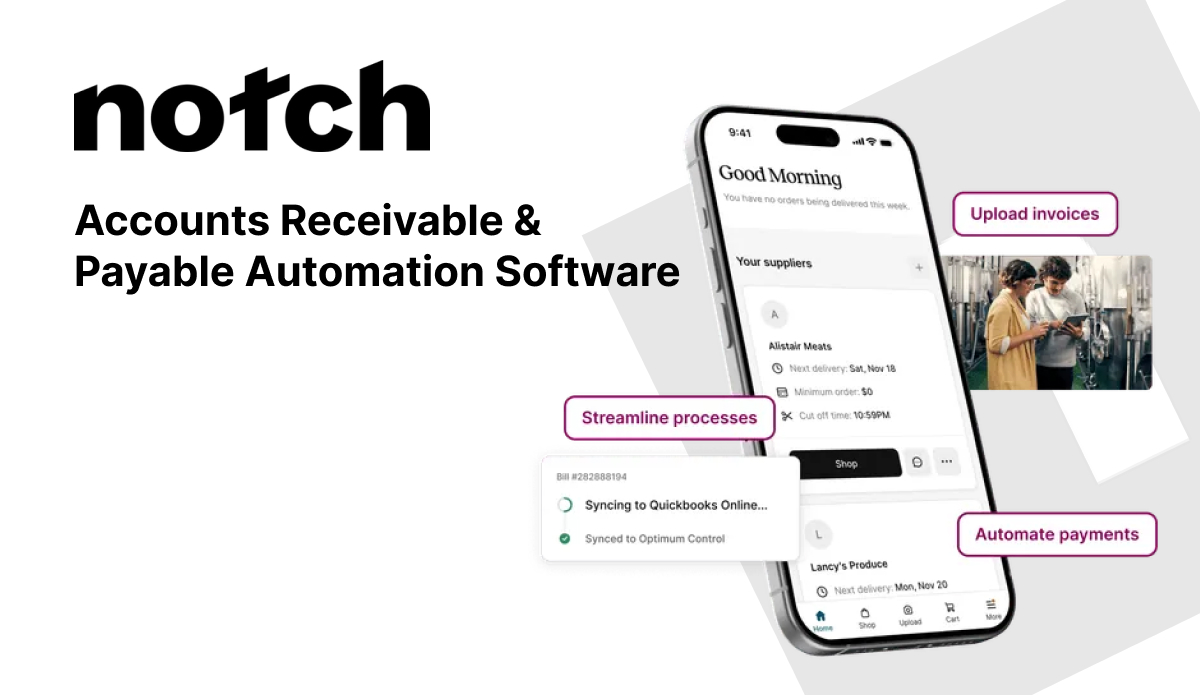 notch
Accounts Receivable &
Payable Automation Software
9:41
Good Morning
You have no orders being delivered this week.
Your suppliers
+
A
Alistair Meats
Next delivery: Sat, Nov 18
Minimum order: $0
Cut off time: 10:59PM
Shop
L
Lancy's Produce
Next delivery: Mon, Nov 20
Home
Shop
Upload
Cart
More
Upload invoices
Streamline processes
Bill #282888194
Syncing to Quickbooks Online...
Synced to Optimum Control
Automate payments